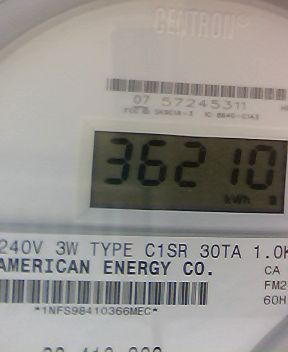 CENTRON®
07 57245311
36210
kWh
240V 3W TYPE C1SR 30TA 1.0K
AMERICAN ENERGY CO.
CA
FM2
60H
*1NFS98410366MEC*